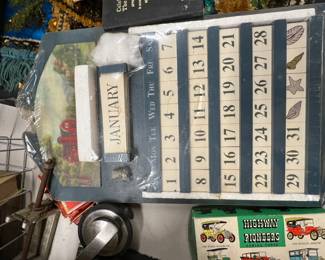 JANUARY
MON TUE WED THU FRI
1 2 3 4 5 6 7
8 9 10 11 12 13 14
15 16 17 18 19 20 21
22 23 24 25 26 27 28
29 30 31
The
HIGHWAY
PIONEERS